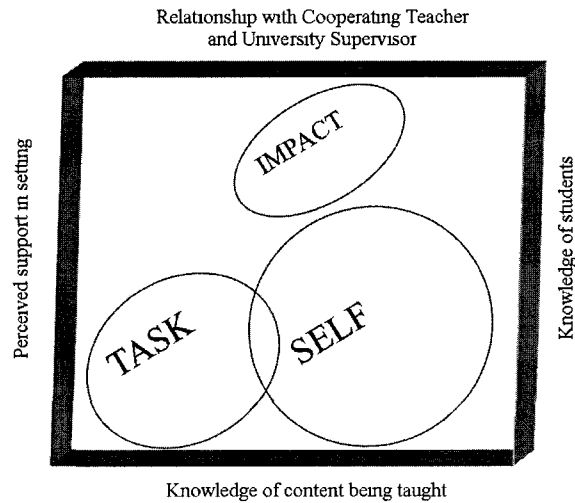 Relationship with Cooperating Teacher
and University Supervisor
IMPACT
Perceived support in setting
Knowledge of students
TASK
SELF
Knowledge of content being taught